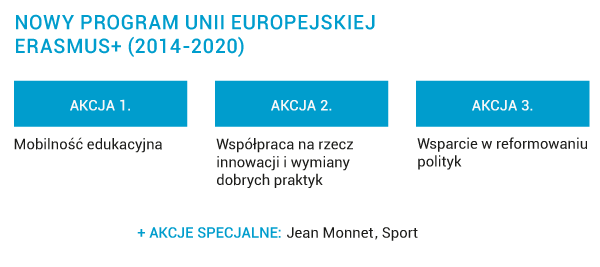 NOWY PROGRAM UNII EUROPEJSKIEJ
ERASMUS+ (2014-2020)
AKCJA 1.
Mobilność edukacyjna
AKCJA 2.
Współpraca na rzecz
innowacji i wymiany
dobrych praktyk
AKCJA 3.
Wsparcie w reformowaniu
polityk
+ AKCJE SPECJALNE: Jean Monnet, Sport